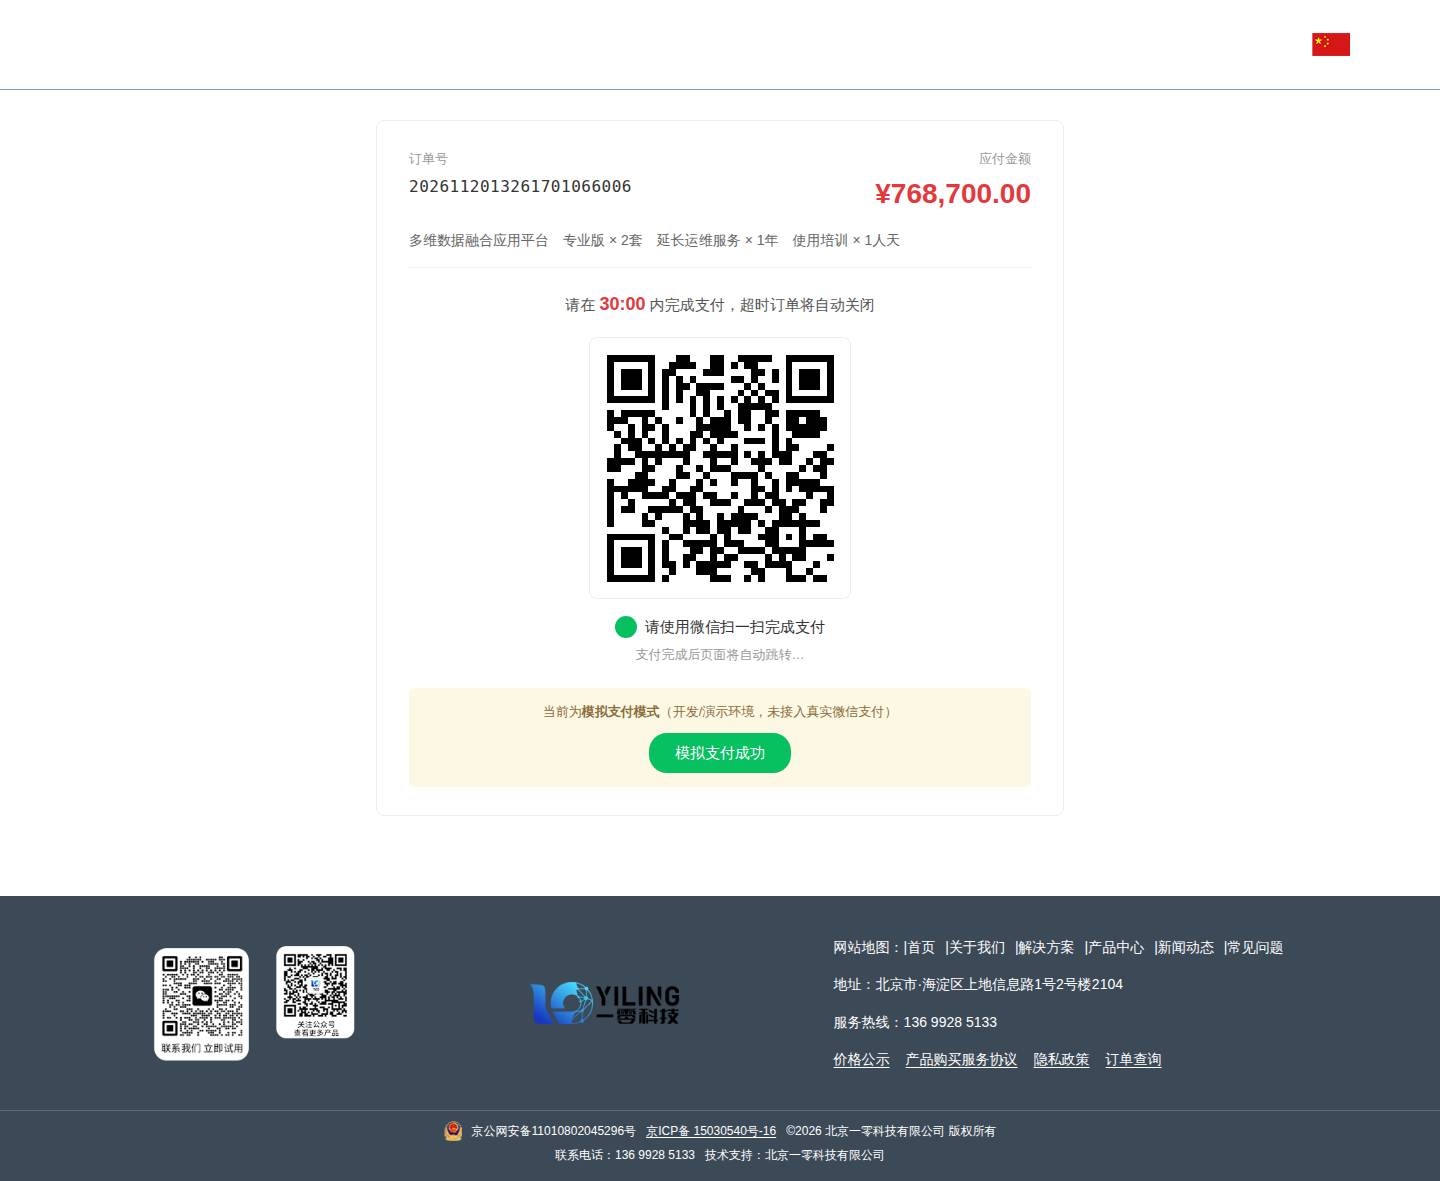 订单号
应付金额
2026112013261701066006
¥768,700.00
多维数据融合应用平台 专业版 × 2套 延长运维服务 × 1年 使用培训 × 1人天
请在 30:00 内完成支付，超时订单将自动关闭
请使用微信扫一扫完成支付
支付完成后页面将自动跳转…
当前为模拟支付模式（开发/演示环境，未接入真实微信支付）
模拟支付成功
联系我们 立即试用
关注公众号
查看更多产品
YILING
一零科技
网站地图：|首页 |关于我们 |解决方案 |产品中心 |新闻动态 |常见问题
地址：北京市·海淀区上地信息路1号2号楼2104
服务热线：136 9928 5133
价格公示 产品购买服务协议 隐私政策 订单查询
京公网安备11010802045296号 京ICP备 15030540号-16 ©2026 北京一零科技有限公司 版权所有
联系电话：136 9928 5133 技术支持：北京一零科技有限公司